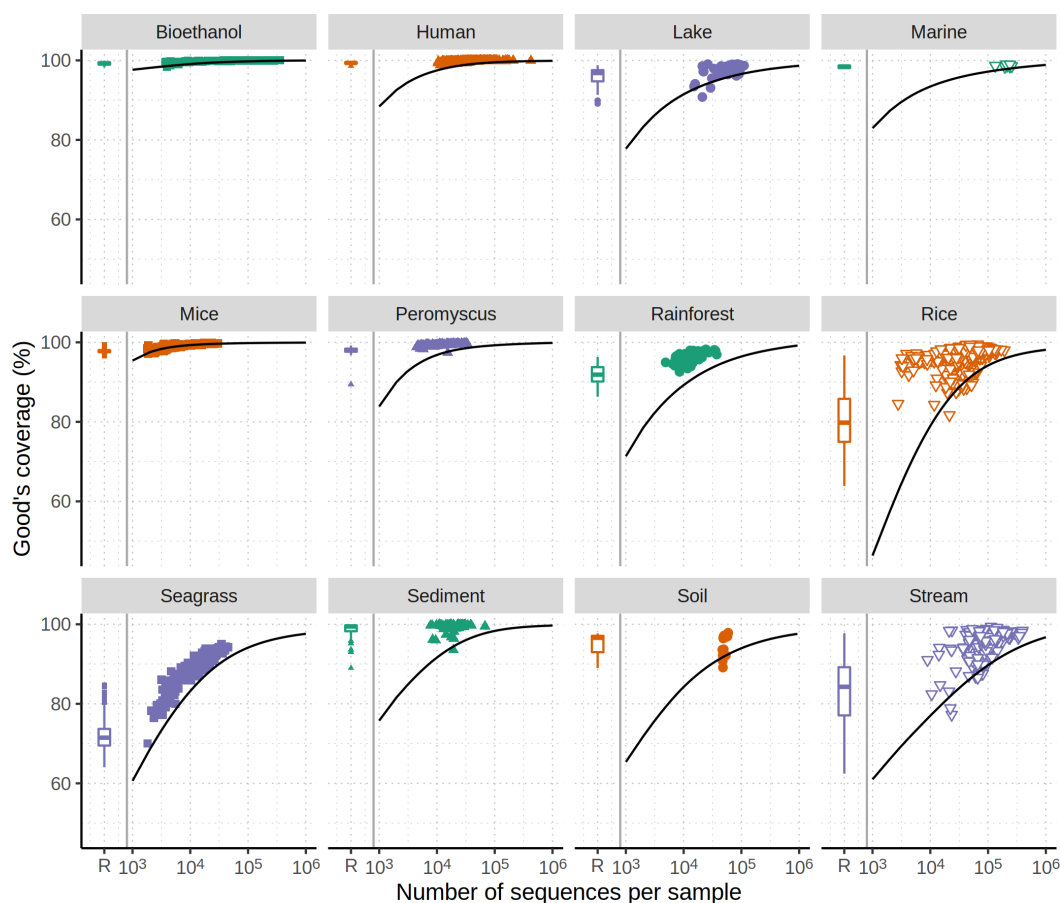 Bioethanol Human Lake Marine
100
80
60
Mice Peromyscus Rainforest Rice
100
80
60
Good's coverage (%)
Seagrass Sediment Soil Stream
100
80
60
R 10³ 10⁴ 10⁵ 10⁶ R 10³ 10⁴ 10⁵ 10⁶ R 10³ 10⁴ 10⁵ 10⁶ R 10³ 10⁴ 10⁵ 10⁶
Number of sequences per sample